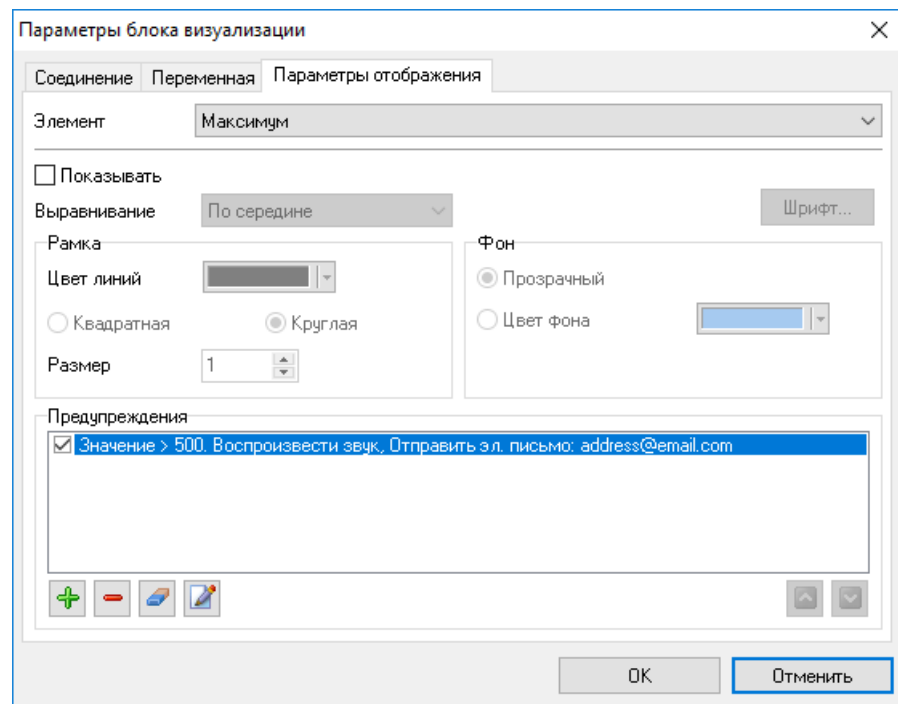 Параметры блока визуализации
Соединение Переменная Параметры отображения
Элемент Максимум
Показывать
Выравнивание По середине Шрифт...
Рамка Фон
Цвет линий Прозрачный
Квадратная Круглая Цвет фона
Размер 1
Предупреждения
Значение > 500. Воспроизвести звук, Отправить эл. письмо: address@email.com
OK Отменить